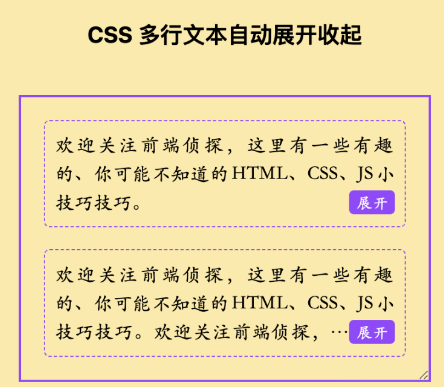 CSS 多行文本自动展开收起
欢迎关注前端侦探，这里有一些有趣
的、你可能不知道的HTML、CSS、JS小
技巧技巧。
展开
欢迎关注前端侦探，这里有一些有趣
的、你可能不知道的HTML、CSS、JS小
技巧技巧。欢迎关注前端侦探，…展开